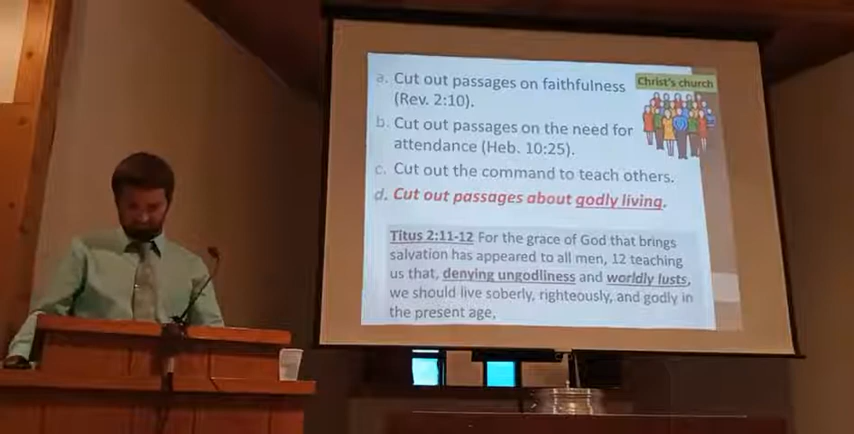 a. Cut out passages on faithfulness
(Rev. 2:10).
Christ's church
b. Cut out passages on the need for
attendance (Heb. 10:25).
c. Cut out the command to teach others.
d. Cut out passages about godly living.
Titus 2:11-12 For the grace of God that brings
salvation has appeared to all men, 12 teaching
us that, denying ungodliness and worldly lusts,
we should live soberly, righteously, and godly in
the present age,